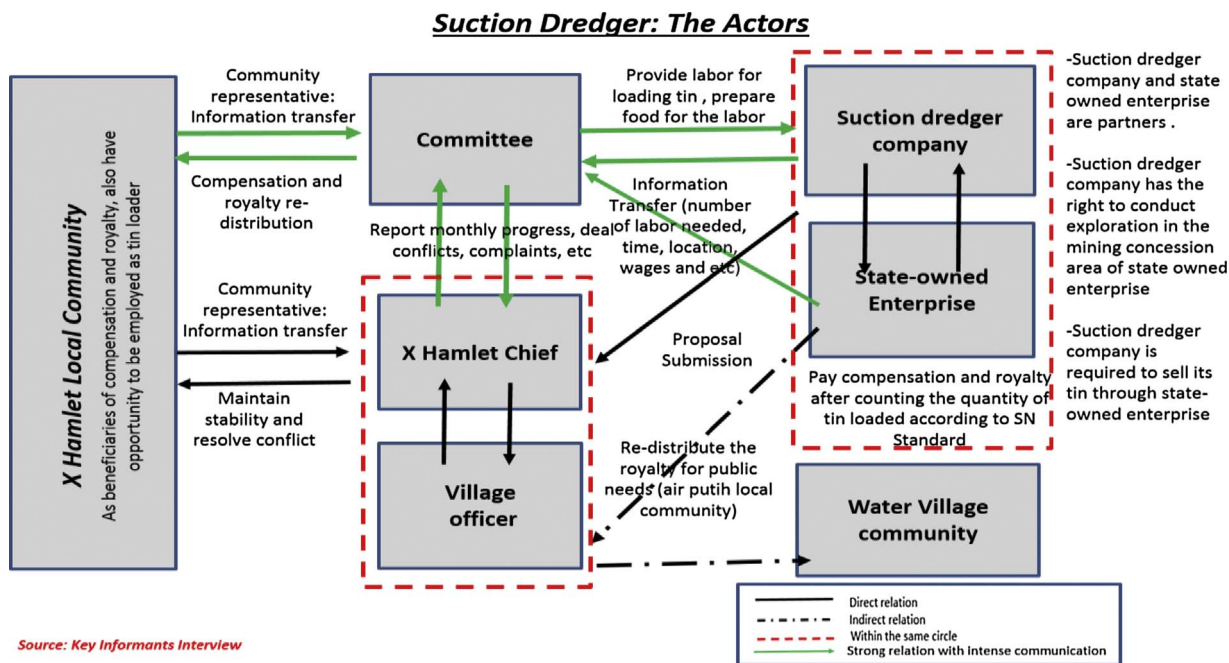 Suction Dredger: The Actors
X Hamlet Local Community
As beneficiaries of compensation and royalty, also have
opportunity to be employed as tin loader
Community
representative:
Information transfer
Compensation and
royalty re-
distribution
Community
representative:
Information transfer
Maintain
stability and
resolve conflict
Committee
Report monthly progress, deal
conflicts, complaints, etc
X Hamlet Chief
Village
officer
Provide labor for
loading tin , prepare
food for the labor
Information
Transfer (number
of labor needed,
time, location,
wages and etc)
Proposal
Submission
Re-distribute the
royalty for public
needs (air putih local
community)
Suction dredger
company
State-owned
Enterprise
Pay compensation and royalty
after counting the quantity of
tin loaded according to SN
Standard
Water Village
community
-Suction dredger
company and state
owned enterprise
are partners .
-Suction dredger
company has the
right to conduct
exploration in the
mining concession
area of state owned
enterprise
-Suction dredger
company is
required to sell its
tin through state-
owned enterprise
Direct relation
Indirect relation
Within the same circle
Strong relation with intense communication
Source: Key Informants Interview